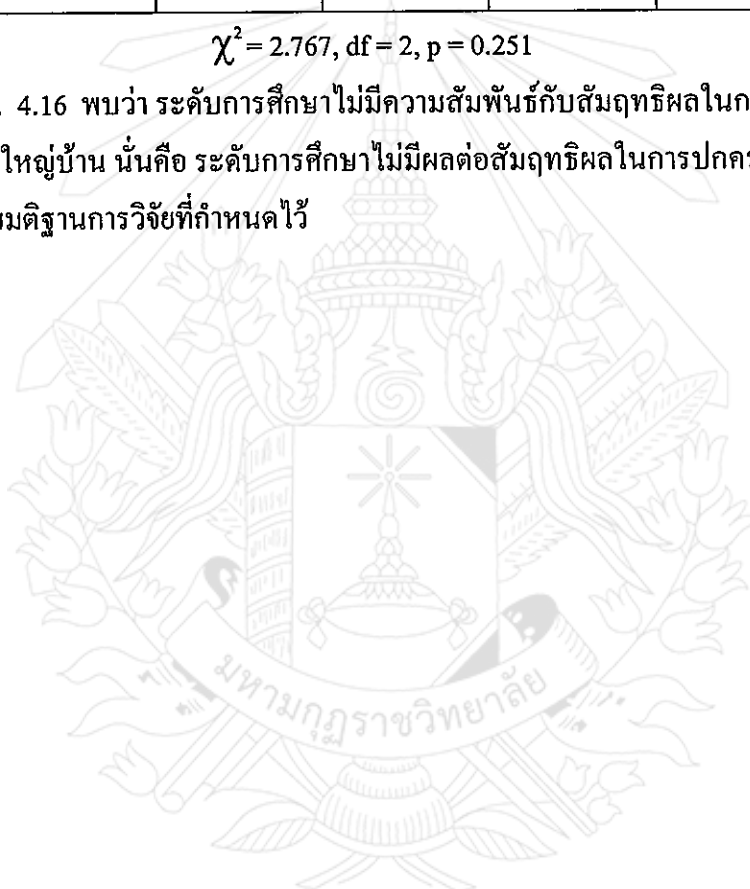 χ² = 2.767, df = 2, p = 0.251
4.16 พบว่า ระดับการศึกษาไม่มีความสัมพันธ์กับสัมฤทธิผลในก
ใหญ่บ้าน นั่นคือ ระดับการศึกษาไม่มีผลต่อสัมฤทธิผลในการปกคร
มมติฐานการวิจัยที่กำหนดไว้
มหามกุฏราชวิทยาลัย